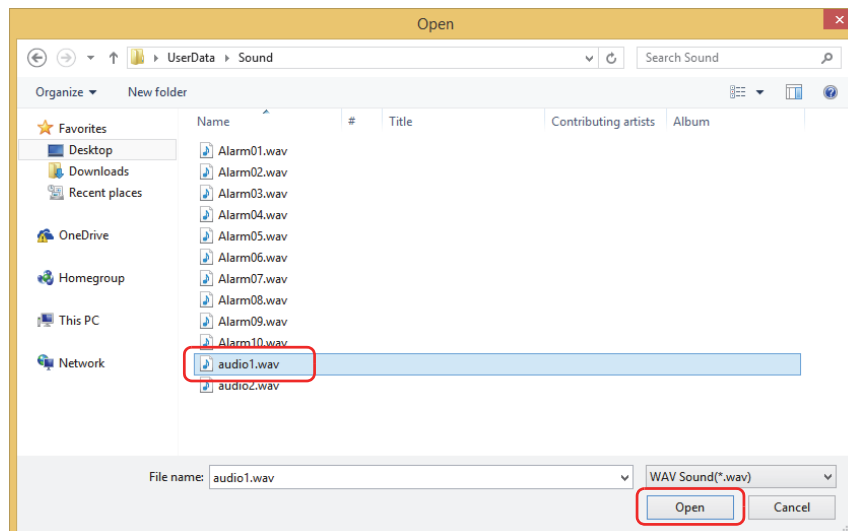 Open
UserData Sound
Search Sound
Organize New folder
Name # Title Contributing artists Album
Favorites
Desktop
Downloads
Recent places
OneDrive
Homegroup
This PC
Network
Alarm01.wav
Alarm02.wav
Alarm03.wav
Alarm04.wav
Alarm05.wav
Alarm06.wav
Alarm07.wav
Alarm08.wav
Alarm09.wav
Alarm10.wav
audio1.wav
audio2.wav
File name: audio1.wav
WAV Sound(*.wav)
Open Cancel